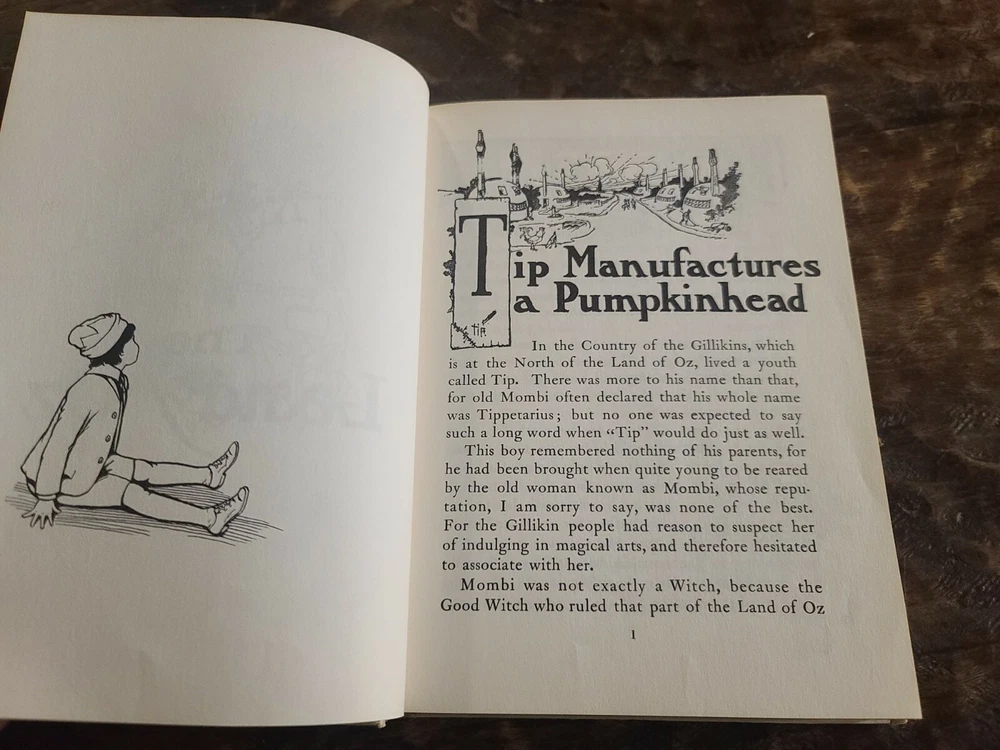 Tip Manufactures
a Pumpkinhead
Tip
In the Country of the Gillikins, which
is at the North of the Land of Oz, lived a youth
called Tip. There was more to his name than that,
for old Mombi often declared that his whole name
was Tippetarius; but no one was expected to say
such a long word when “Tip” would do just as well.
This boy remembered nothing of his parents, for
he had been brought when quite young to be reared
by the old woman known as Mombi, whose repu-
tation, I am sorry to say, was none of the best.
For the Gillikin people had reason to suspect her
of indulging in magical arts, and therefore hesitated
to associate with her.
Mombi was not exactly a Witch, because the
Good Witch who ruled that part of the Land of Oz
1